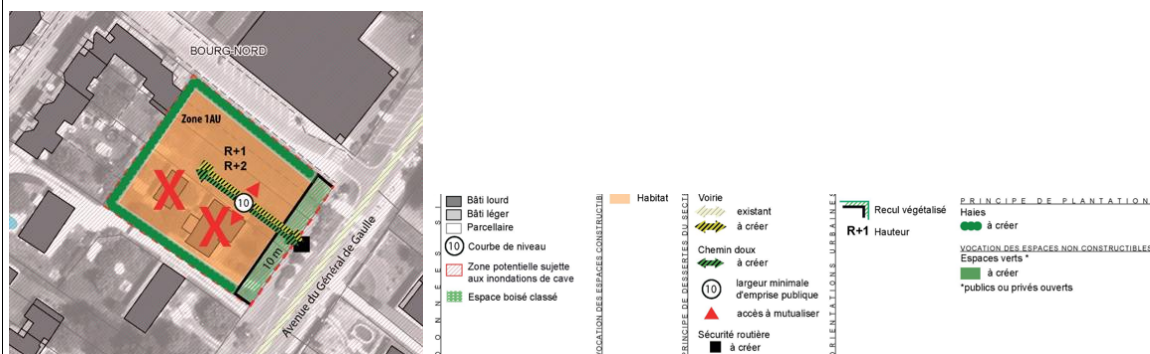 BOURG-NORD
Zone 1AU
R+1
R+2
X
X
10
10 m
Avenue du Général de Gaulle
Bâti lourd
Bâti léger
Parcellaire
10 Courbe de niveau
Zone potentielle sujette
aux inondations de cave
Espace boisé classé
VOCATION DES ESPACES CONSTRUCTIB
Habitat
PRINCIPE DE DESSERTES DU SECT
Voirie
existant
à créer
Chemin doux
à créer
10 largeur minimale
d'emprise publique
accès à mutualiser
Sécurité routière
à créer
ORIENTATIONS URBAINE
Recul végétalisé
R+1 Hauteur
PRINCIPE DE PLANTATION
Haies
à créer
VOCATION DES ESPACES NON CONSTRUCTIBLES
Espaces verts *
à créer
*publics ou privés ouverts